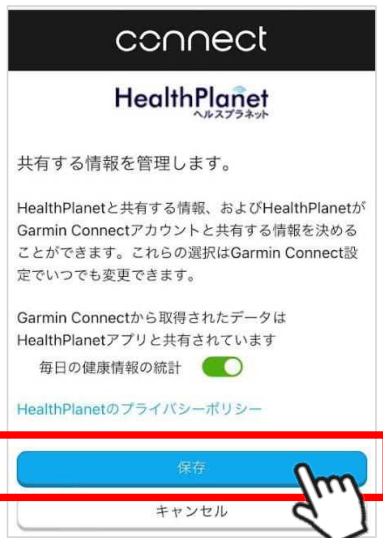 connect
HealthPlanet
ヘルスプラネット
共有する情報を管理します。
HealthPlanetと共有する情報、およびHealthPlanetが
Garmin Connectアカウントと共有する情報を決める
ことができます。これらの選択はGarmin Connect設
定でいつでも変更できます。
Garmin Connectから取得されたデータは
HealthPlanetアプリと共有されています
毎日の健康情報の統計
HealthPlanetのプライバシーポリシー
保存
キャンセル